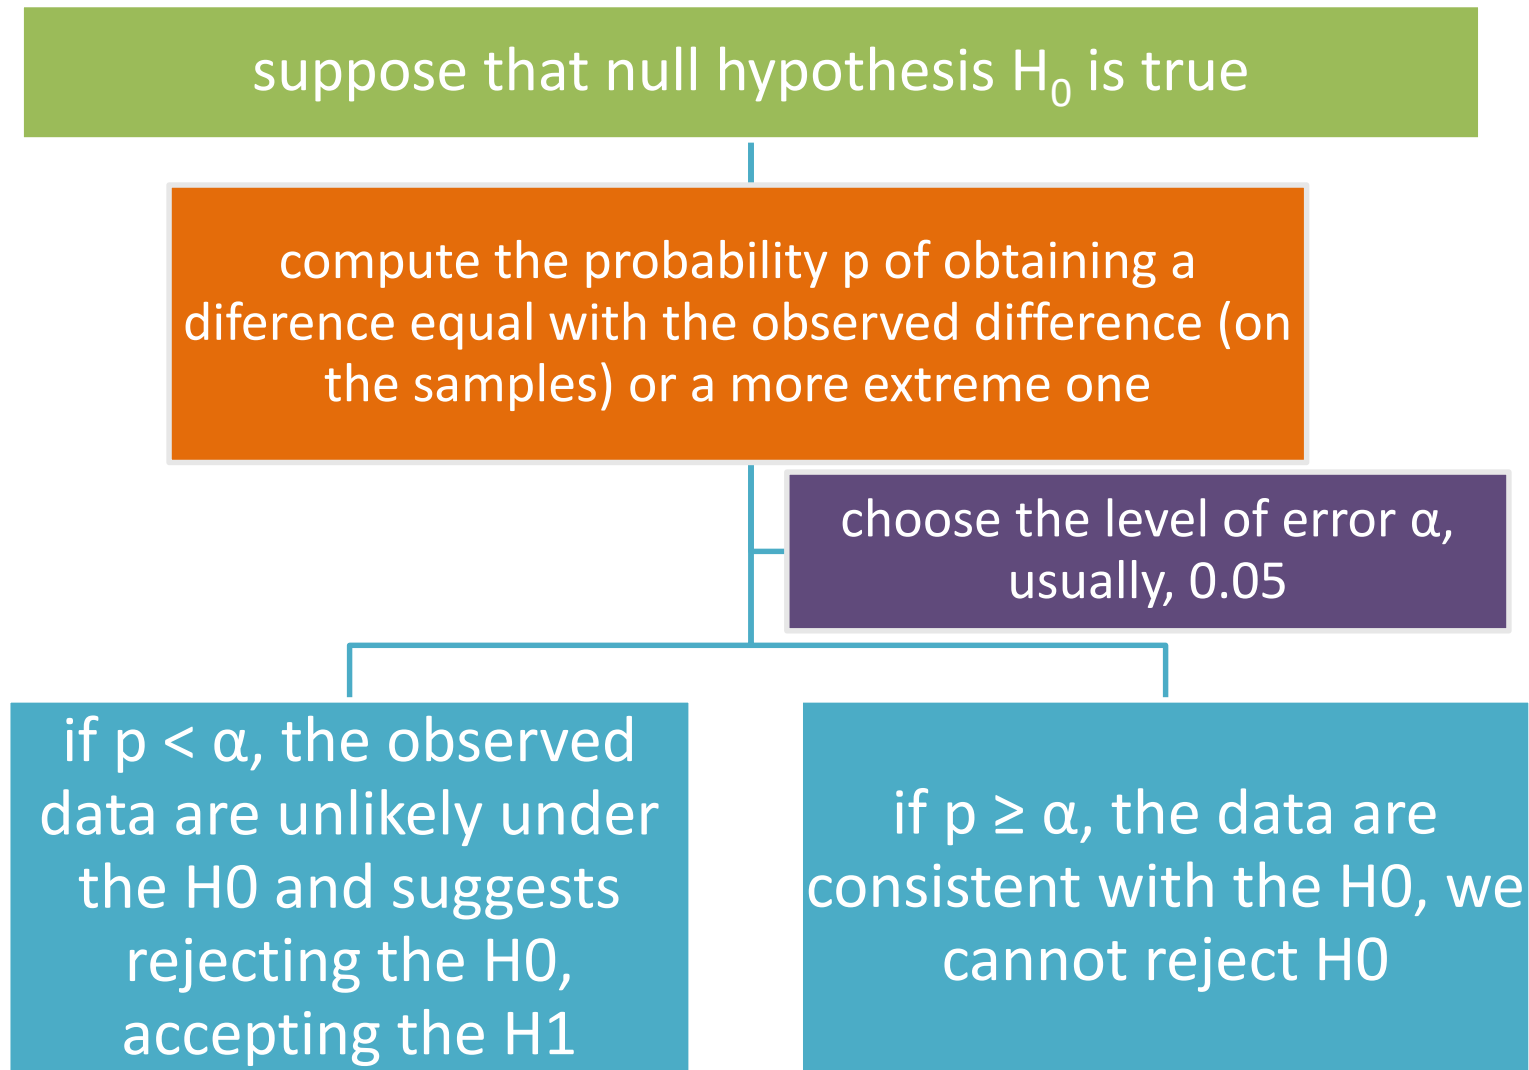 suppose that null hypothesis H₀ is true
compute the probability p of obtaining a
diference equal with the observed difference (on
the samples) or a more extreme one
choose the level of error α,
usually, 0.05
if p < α, the observed
data are unlikely under
the H0 and suggests
rejecting the H0,
accepting the H1
if p ≥ α, the data are
consistent with the H0, we
cannot reject H0